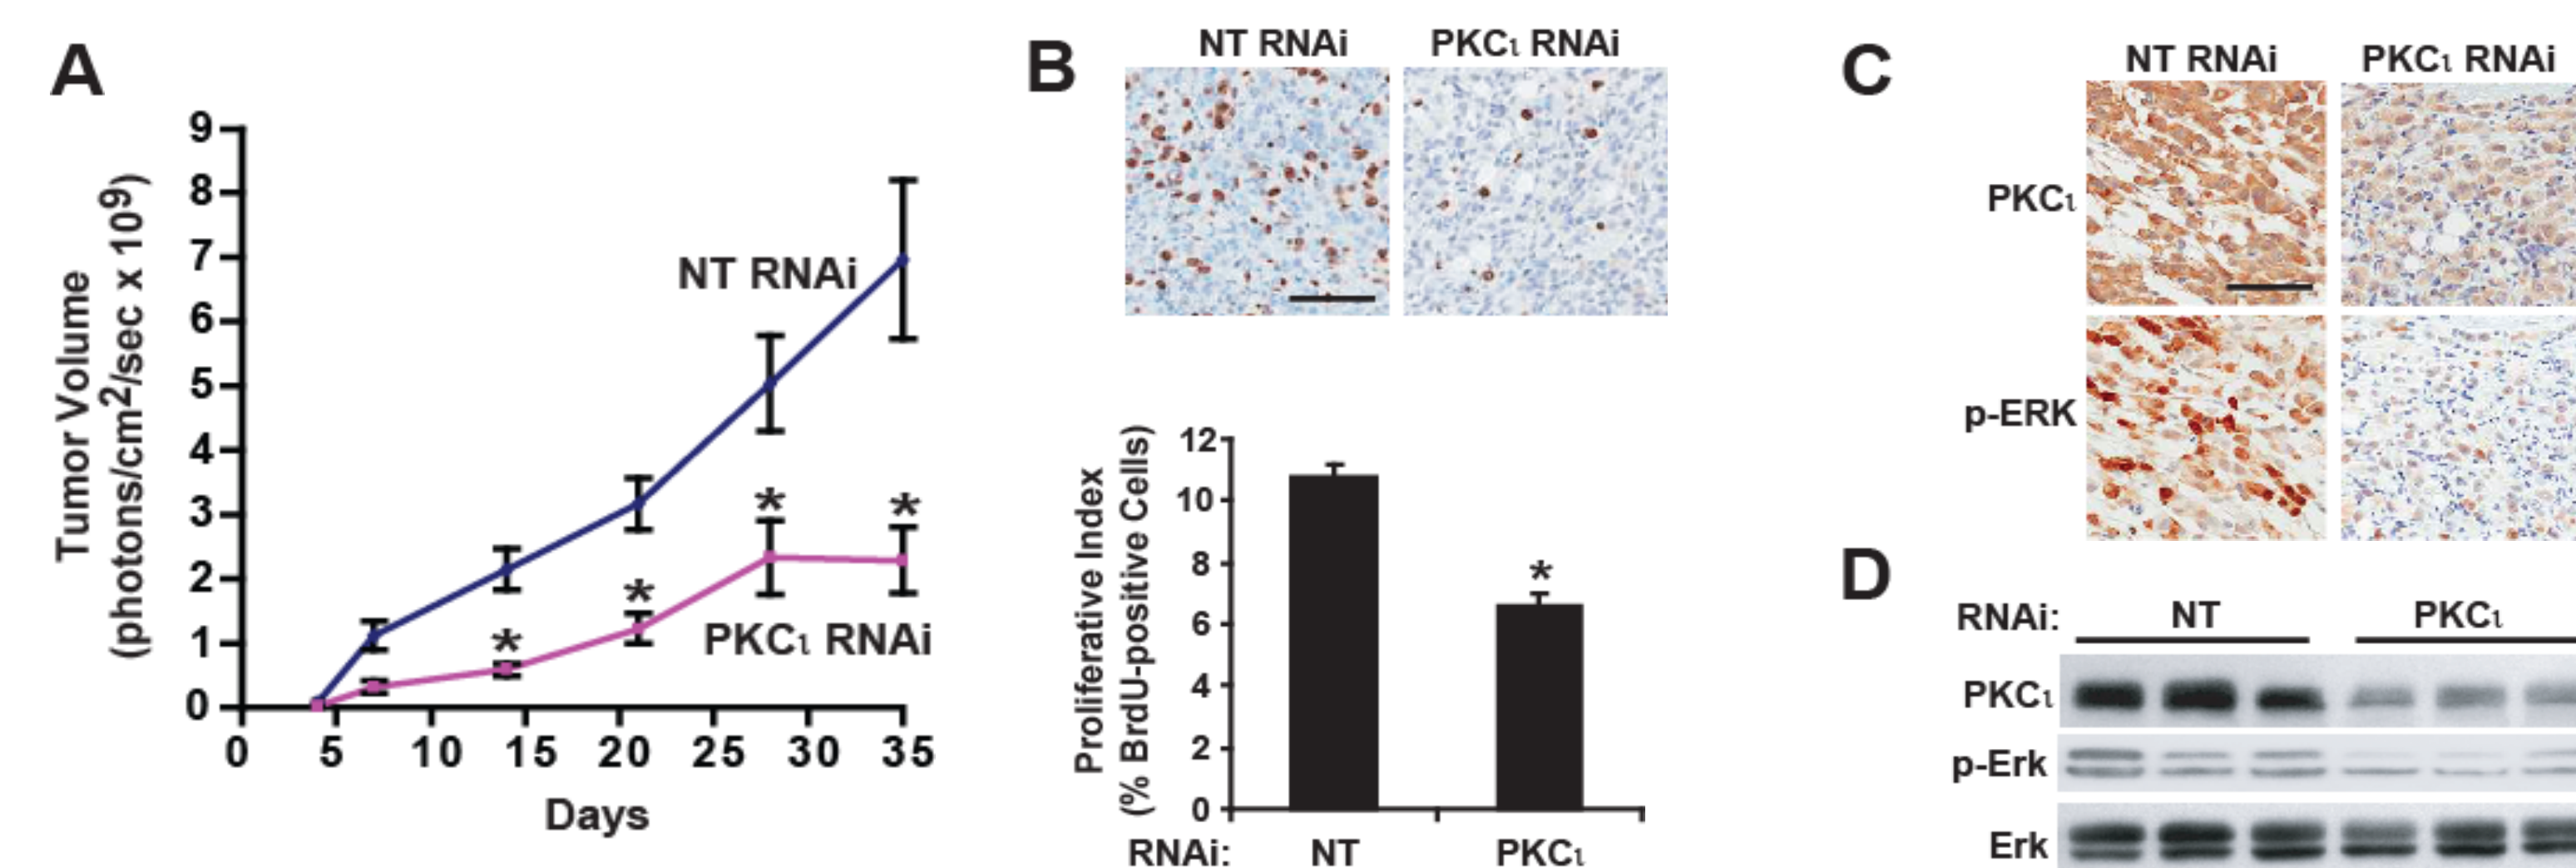 A
Tumor Volume
(photons/cm2/sec x 109)
9
8
7
6
5
4
3
2
1
0
NT RNAi
*
*
*
*
PKCι RNAi
0 5 10 15 20 25 30 35
Days
B
NT RNAi PKCι RNAi
Proliferative Index
(% BrdU-positive Cells)
12
10
8
6
4
2
0
*
RNAi: NT PKCι
C
NT RNAi PKCι RNAi
PKCι
p-ERK
D
RNAi: NT PKCι
PKCι
p-Erk
Erk